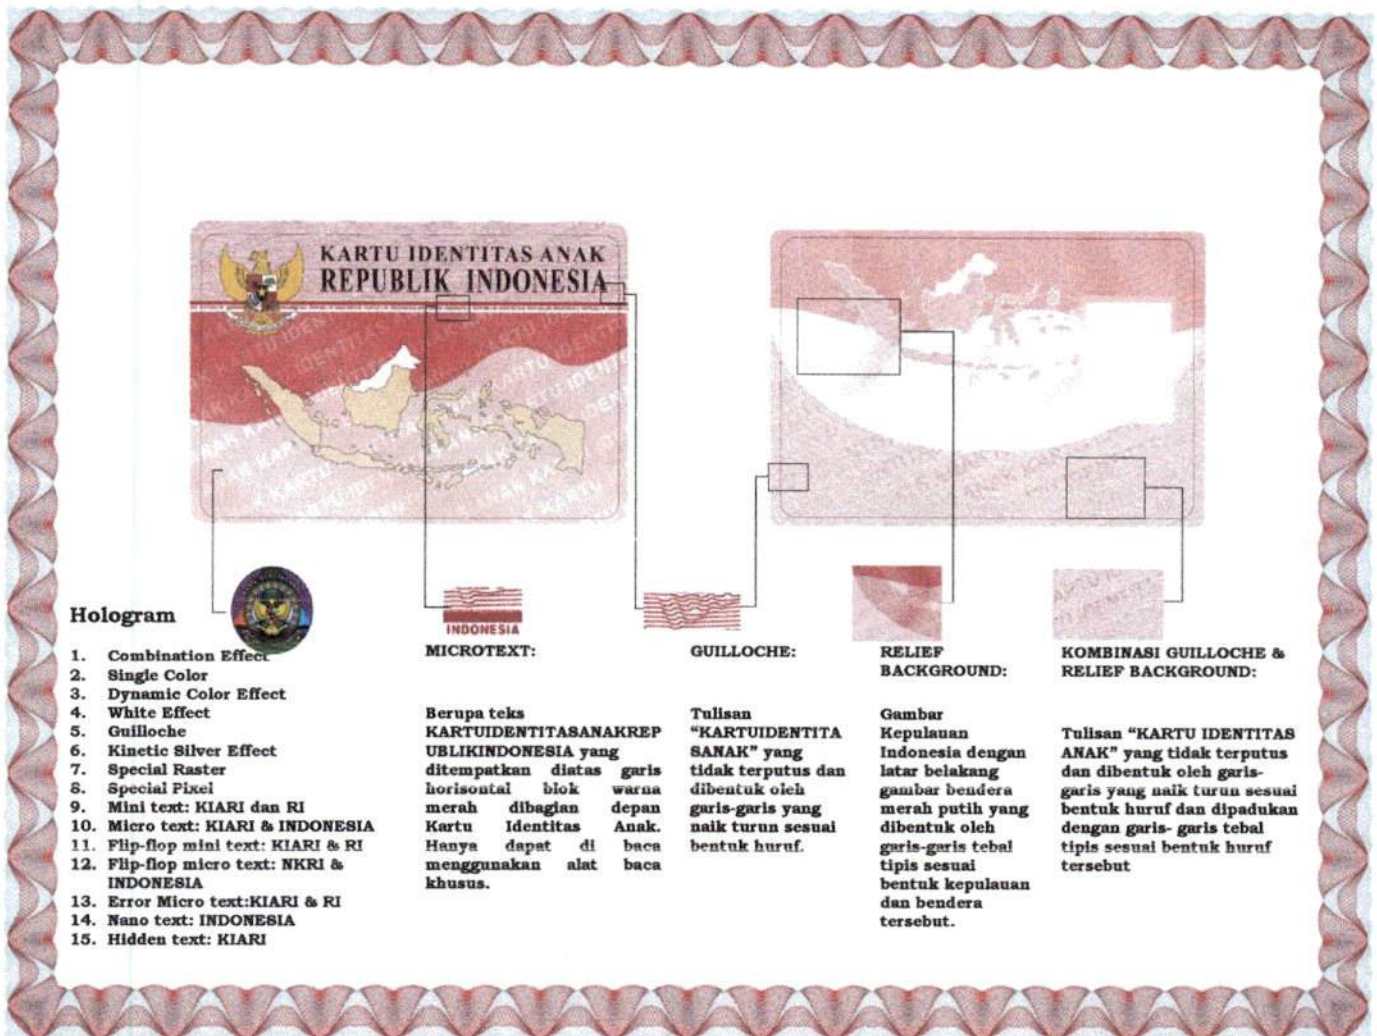 KARTU IDENTITAS ANAK
REPUBLIK INDONESIA
Hologram
1. Combination Effect
2. Single Color
3. Dynamic Color Effect
4. White Effect
5. Guilloche
6. Kinetic Silver Effect
7. Special Raster
8. Special Pixel
9. Mini text: KIARI dan RI
10. Micro text: KIARI & INDONESIA
11. Flip-flop mini text: KIARI & RI
12. Flip-flop micro text: NKRI &
INDONESIA
13. Error Micro text:KIARI & RI
14. Nano text: INDONESIA
15. Hidden text: KIARI
INDONESIA
MICROTEXT:
Berupa teks
KARTUIDENTITASANAKREP
UBLIKINDONESIA yang
ditempatkan diatas garis
horisontal blok warna
merah dibagian depan
Kartu Identitas Anak.
Hanya dapat di baca
menggunakan alat baca
khusus.
GUILLOCHE:
Tulisan
"KARTUIDENTITA
SANAK" yang
tidak terputus dan
dibentuk oleh
garis-garis yang
naik turun sesuai
bentuk huruf.
RELIEF
BACKGROUND:
Gambar
Kepulauan
Indonesia dengan
latar belakang
gambar bendera
merah putih yang
dibentuk oleh
garis-garis tebal
tipis sesuai
bentuk kepulauan
dan bendera
tersebut.
KOMBINASI GUILLOCHE &
RELIEF BACKGROUND:
Tulisan "KARTU IDENTITAS
ANAK" yang tidak terputus
dan dibentuk oleh garis-
garis yang naik turun sesuai
bentuk huruf dan dipadukan
dengan garis- garis tebal
tipis sesuai bentuk huruf
tersebut